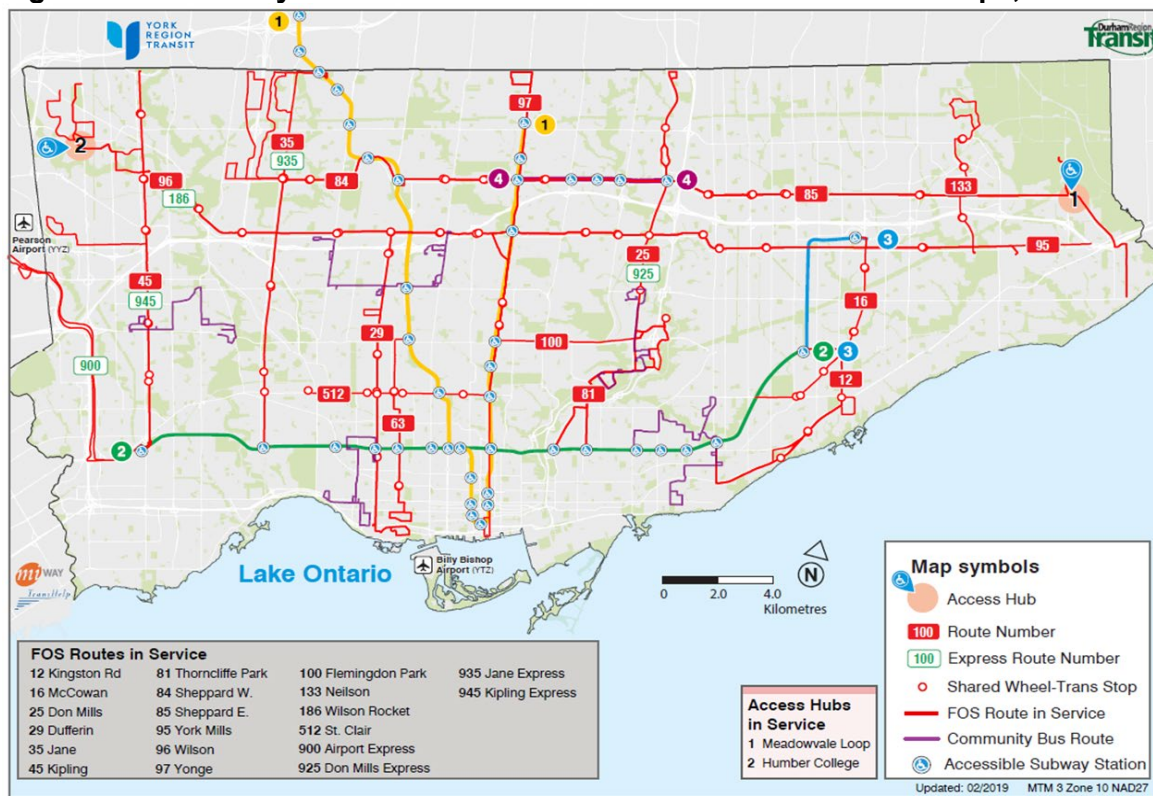 YORK
REGION
TRANSIT
1
DurhamRegion
Transit
97
1
2
35
935
84
4
4
96
186
85
133
1
Pearson
Airport (YYZ)
45
945
25
925
3
95
16
29
100
2
3
900
512
81
12
63
2
Lake Ontario
Billy Bishop
Airport (YTZ)
N
0 2.0 4.0
Kilometres
mi WAY
TransHelp
Map symbols
Access Hub
100 Route Number
100 Express Route Number
Shared Wheel-Trans Stop
FOS Route in Service
Community Bus Route
Accessible Subway Station
FOS Routes in Service
12 Kingston Rd
16 McCowan
25 Don Mills
29 Dufferin
35 Jane
45 Kipling
81 Thorncliffe Park
84 Sheppard W.
85 Sheppard E.
95 York Mills
96 Wilson
97 Yonge
100 Flemingdon Park
133 Neilson
186 Wilson Rocket
512 St. Clair
900 Airport Express
925 Don Mills Express
935 Jane Express
945 Kipling Express
Access Hubs
in Service
1 Meadowvale Loop
2 Humber College
Updated: 02/2019 MTM 3 Zone 10 NAD27